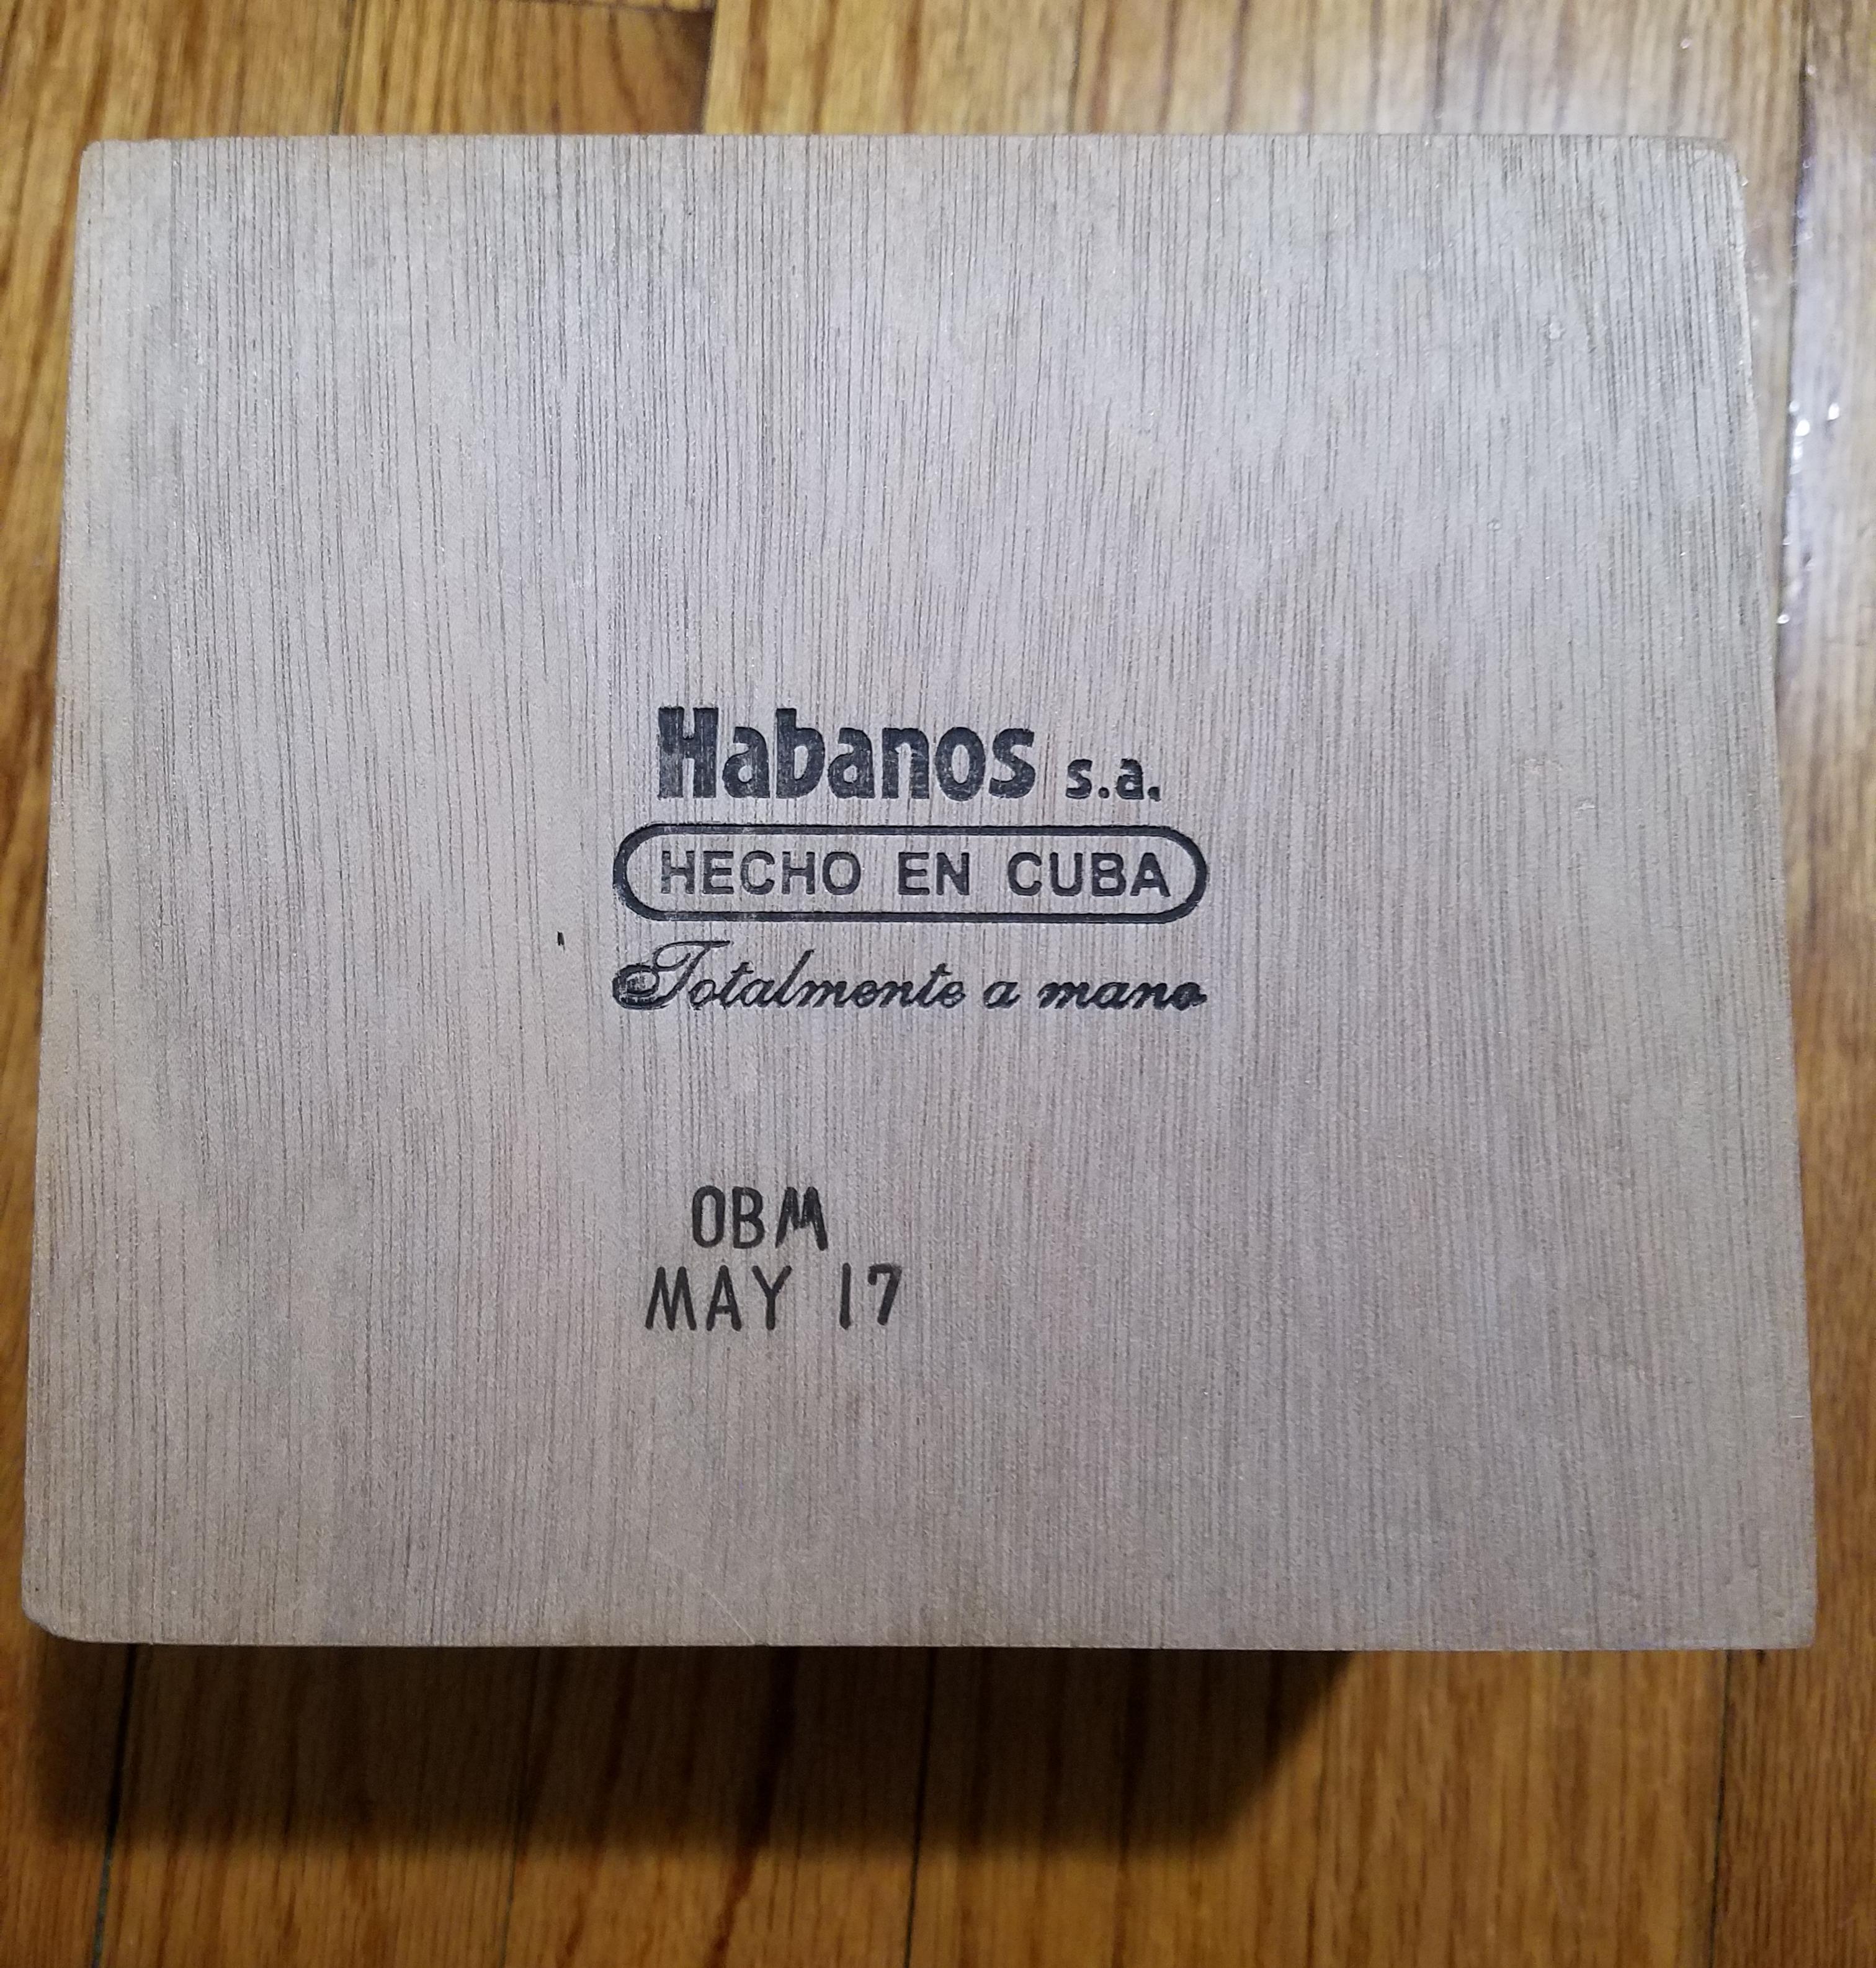 Habanos s.a.
HECHO EN CUBA
Totalmente a mano
OBM
MAY 17